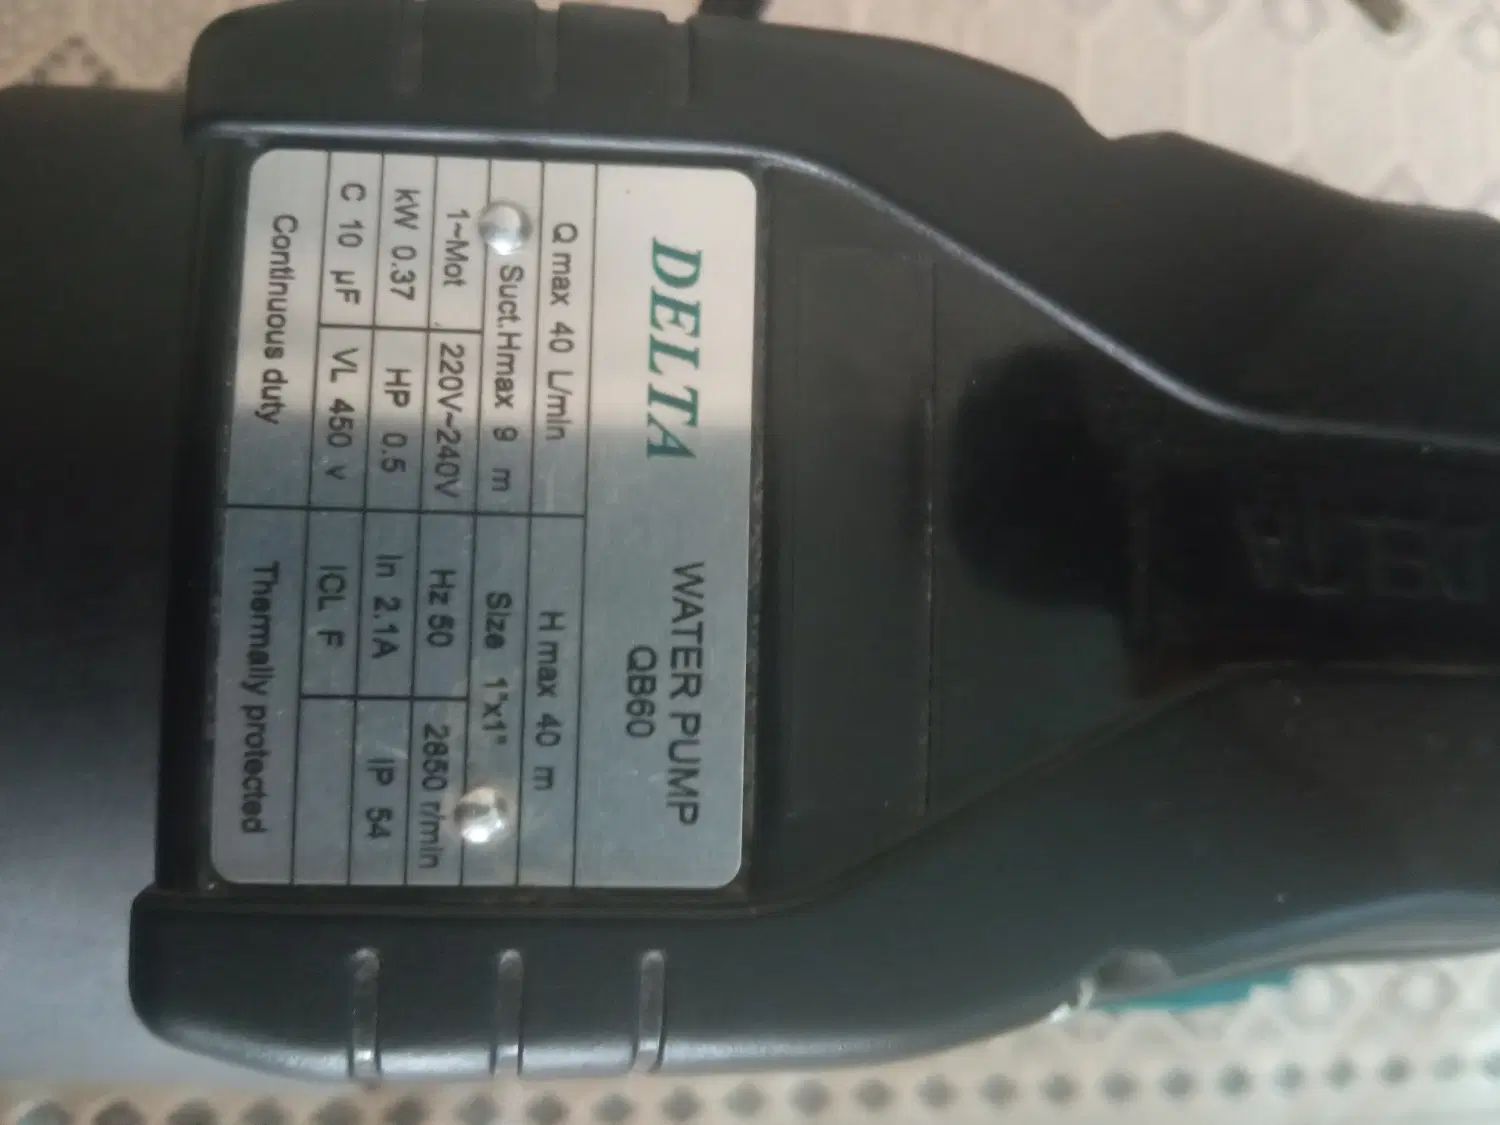 DELTA WATER PUMP
QB60
Q max 40 L/min H max 40 m
Suct.Hmax 9 m Size 1"x1"
1~Mot 220V~240V Hz 50 2850 r/min
kW 0.37 HP 0.5 In 2.1A IP 54
C 10 µF VL 450 v ICL F
Continuous duty Thermally protected
DELTA